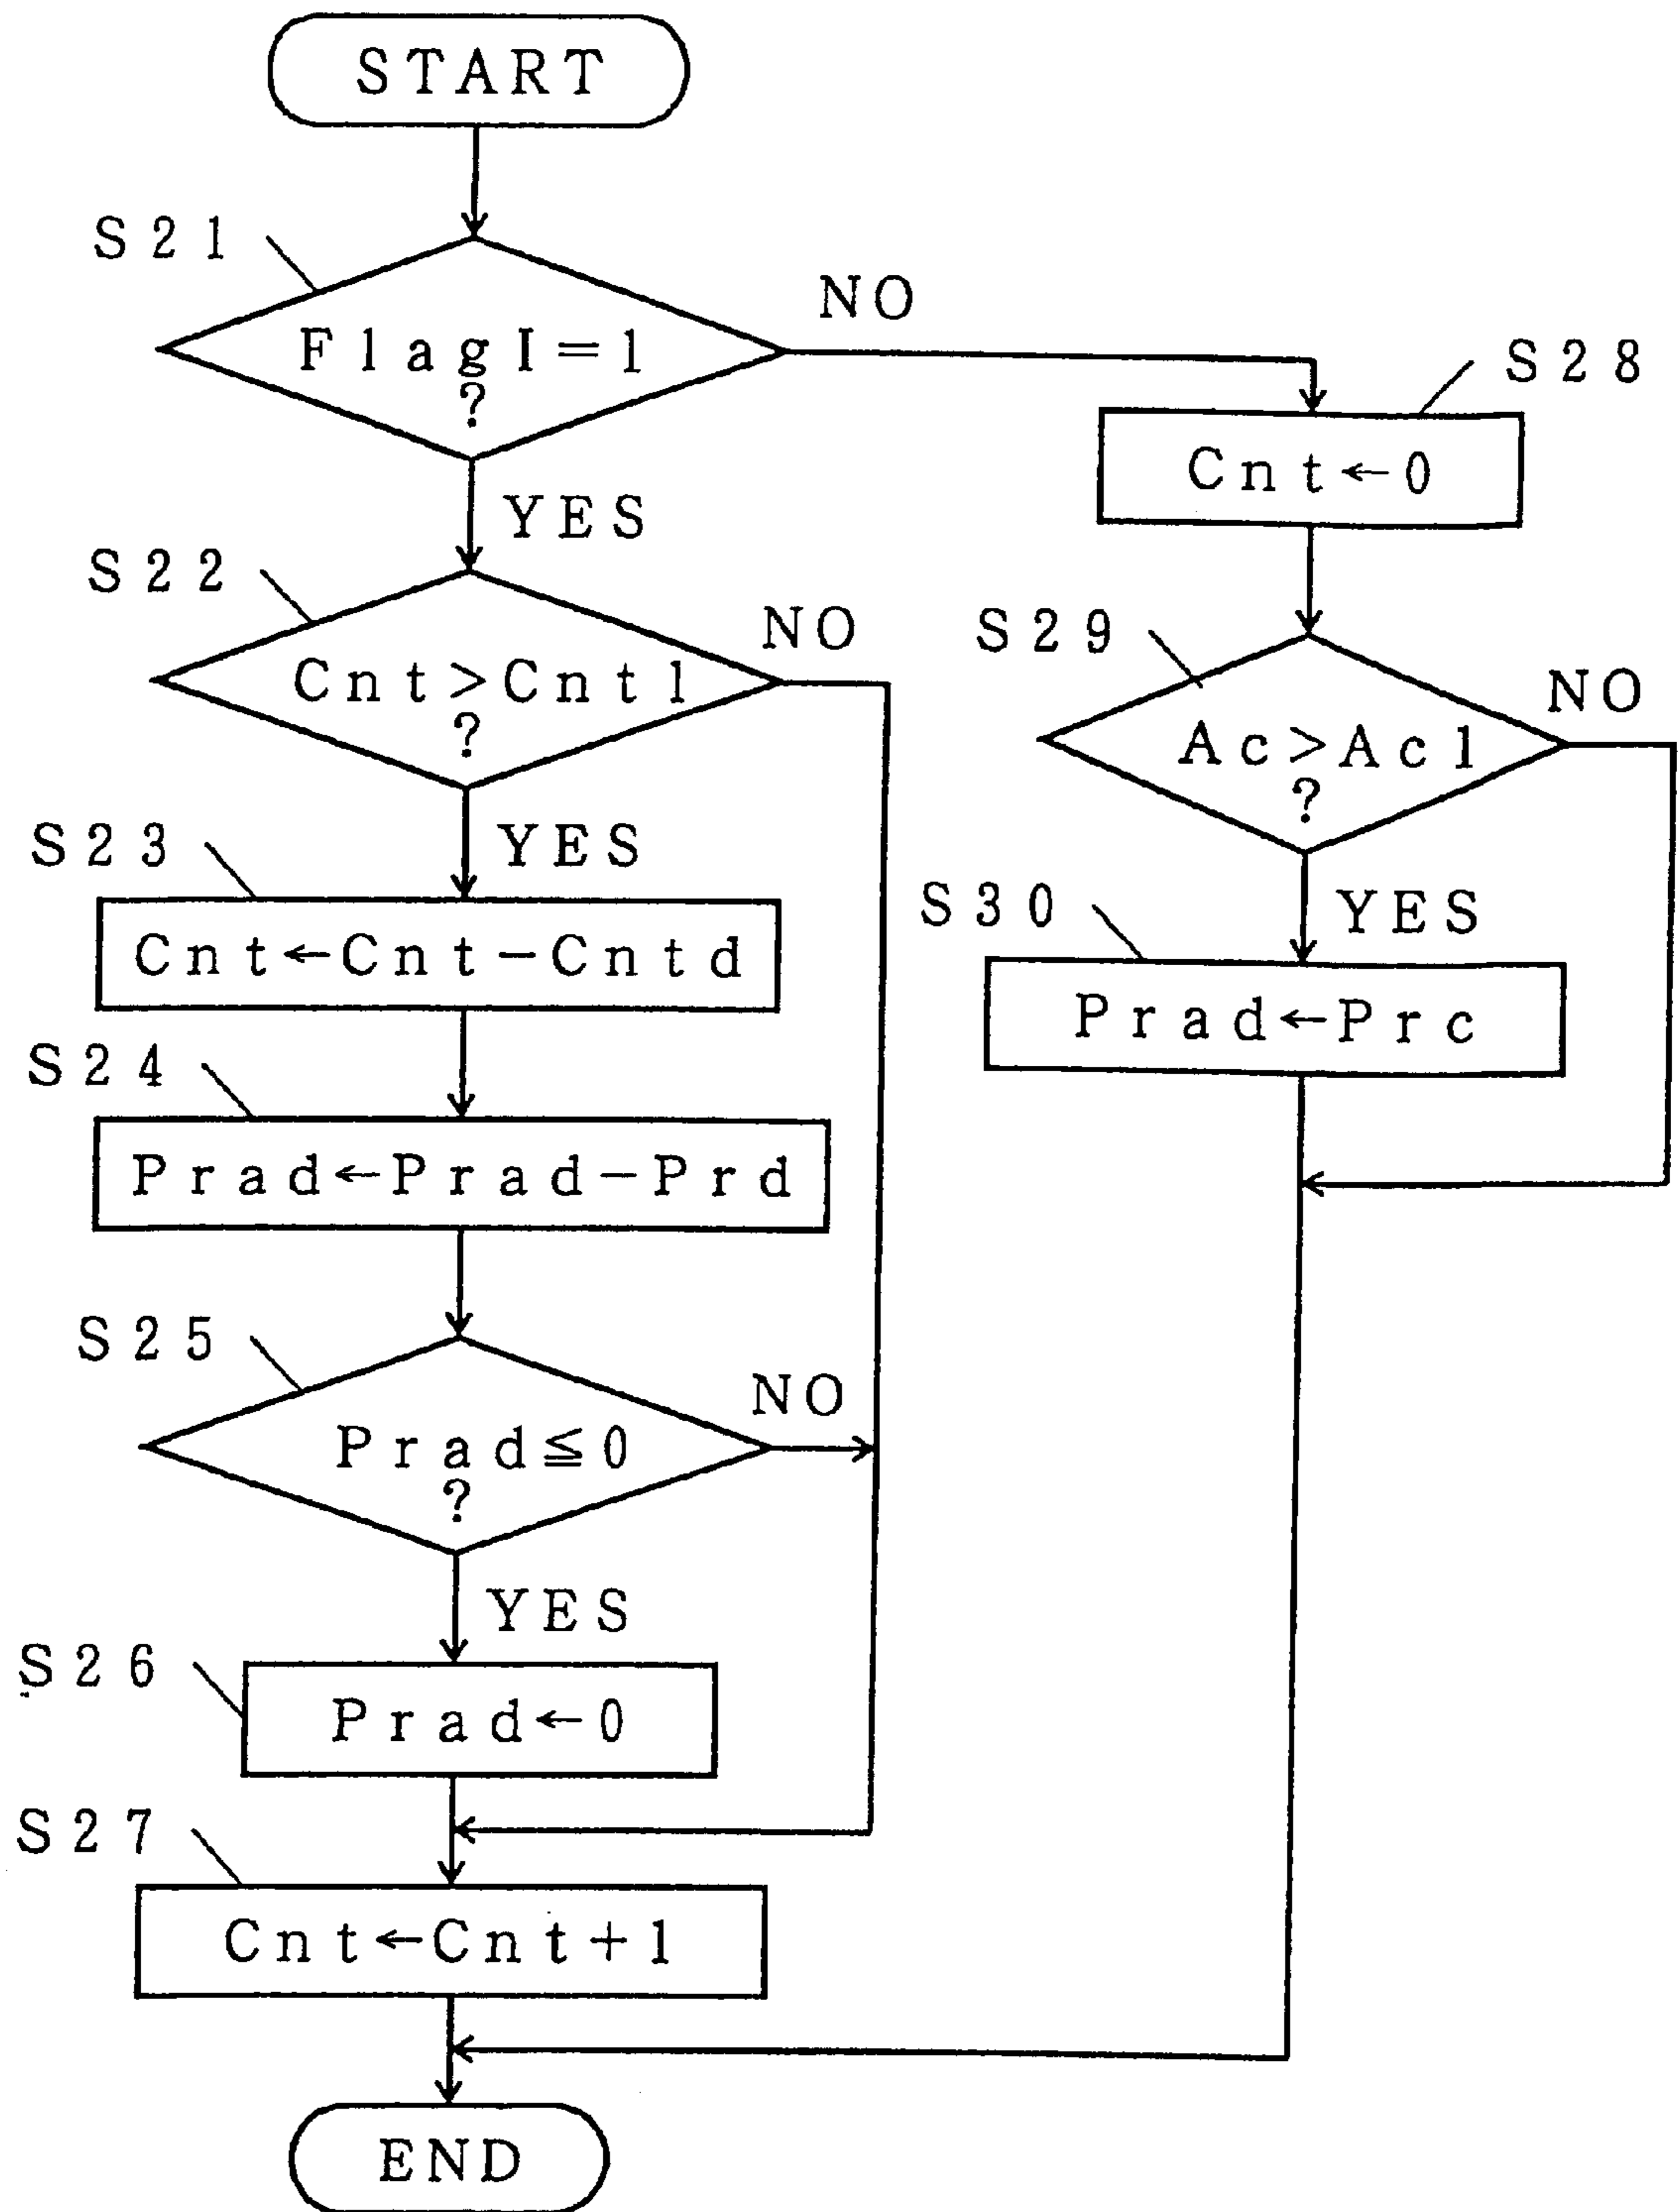 START
S21
FlagI=1
?
NO
YES
S28
Cnt←0
S22
Cnt>Cnt1
?
NO
YES
S29
Ac>Ac1
?
NO
YES
S23
Cnt←Cnt-Cntd
S30
Prad←Prc
S24
Prad←Prad-Prd
S25
Prad≦0
?
NO
YES
S26
Prad←0
S27
Cnt←Cnt+1
END